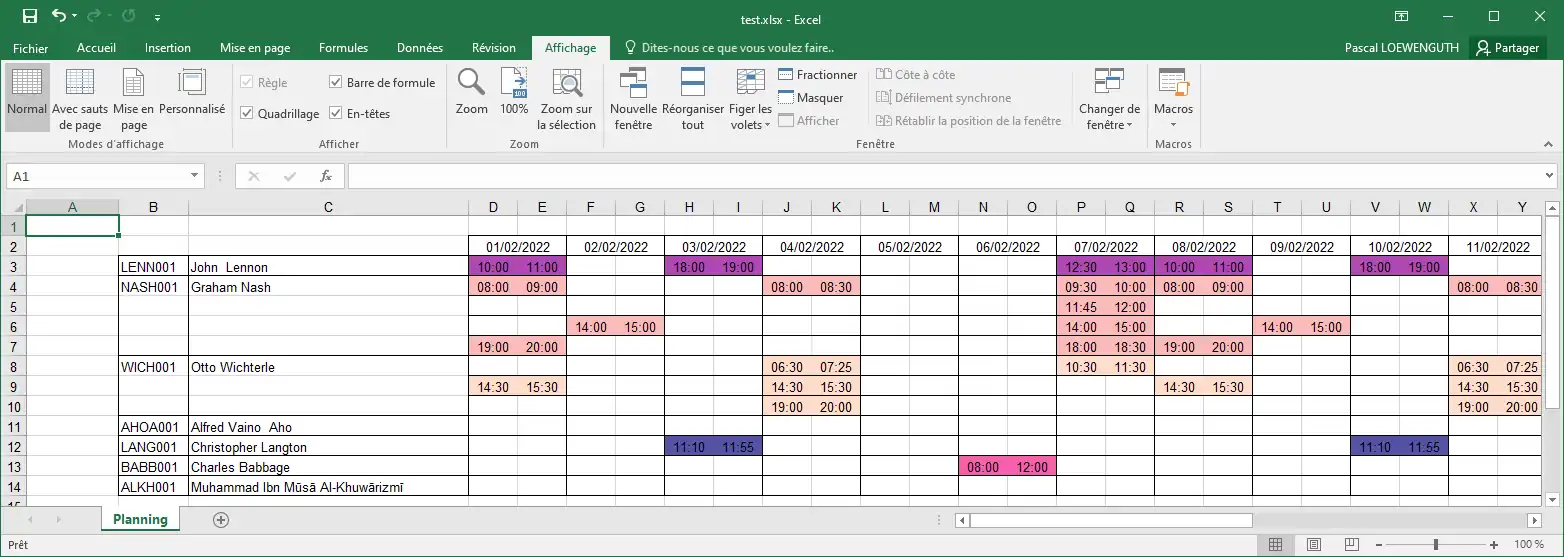 test.xlsx - Excel
Fichier Accueil Insertion Mise en page Formules Données Révision Affichage Dites-nous ce que vous voulez faire.. Pascal LOEWENGUTH Partager
Normal Avec sauts de page Mise en page Personnalisé
Modes d'affichage
Règle Barre de formule
Quadrillage En-têtes
Afficher
Zoom 100% Zoom sur la sélection
Zoom
Nouvelle fenêtre Réorganiser tout Figer les volets
Fractionner Côte à côte
Masquer Défilement synchrone
Afficher Rétablir la position de la fenêtre
Changer de fenêtre
Fenêtre
Macros
Macros
A1 fx
A B C D E F G H I J K L M N O P Q R S T U V W X Y
1
2 01/02/2022 02/02/2022 03/02/2022 04/02/2022 05/02/2022 06/02/2022 07/02/2022 08/02/2022 09/02/2022 10/02/2022 11/02/2022
3 LENN001 John Lennon 10:00 11:00 18:00 19:00 12:30 13:00 10:00 11:00 18:00 19:00
4 NASH001 Graham Nash 08:00 09:00 08:00 08:30 09:30 10:00 08:00 09:00 08:00 08:30
5 11:45 12:00
6 14:00 15:00 14:00 15:00 14:00 15:00
7 19:00 20:00 18:00 18:30 19:00 20:00
8 WICH001 Otto Wichterle 06:30 07:25 10:30 11:30 06:30 07:25
9 14:30 15:30 14:30 15:30 14:30 15:30 14:30 15:30
10 19:00 20:00 19:00 20:00
11 AHOA001 Alfred Vaino Aho
12 LANG001 Christopher Langton 11:10 11:55 11:10 11:55
13 BABB001 Charles Babbage 08:00 12:00
14 ALKH001 Muhammad Ibn Mūsā Al-Khuwārizmī
15
Planning
Prêt 100 %